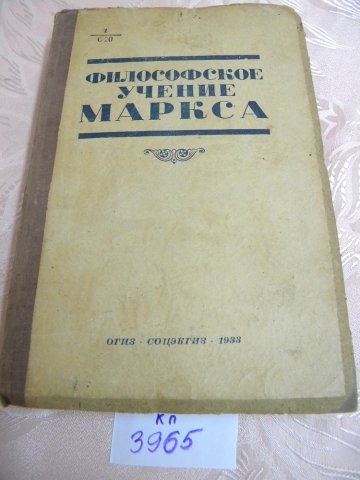 ФИЛОСОФСКОЕ
УЧЕНИЕ
МАРКСА
ОГИЗ · СОЦЭКГИЗ · 1933
КП
3965